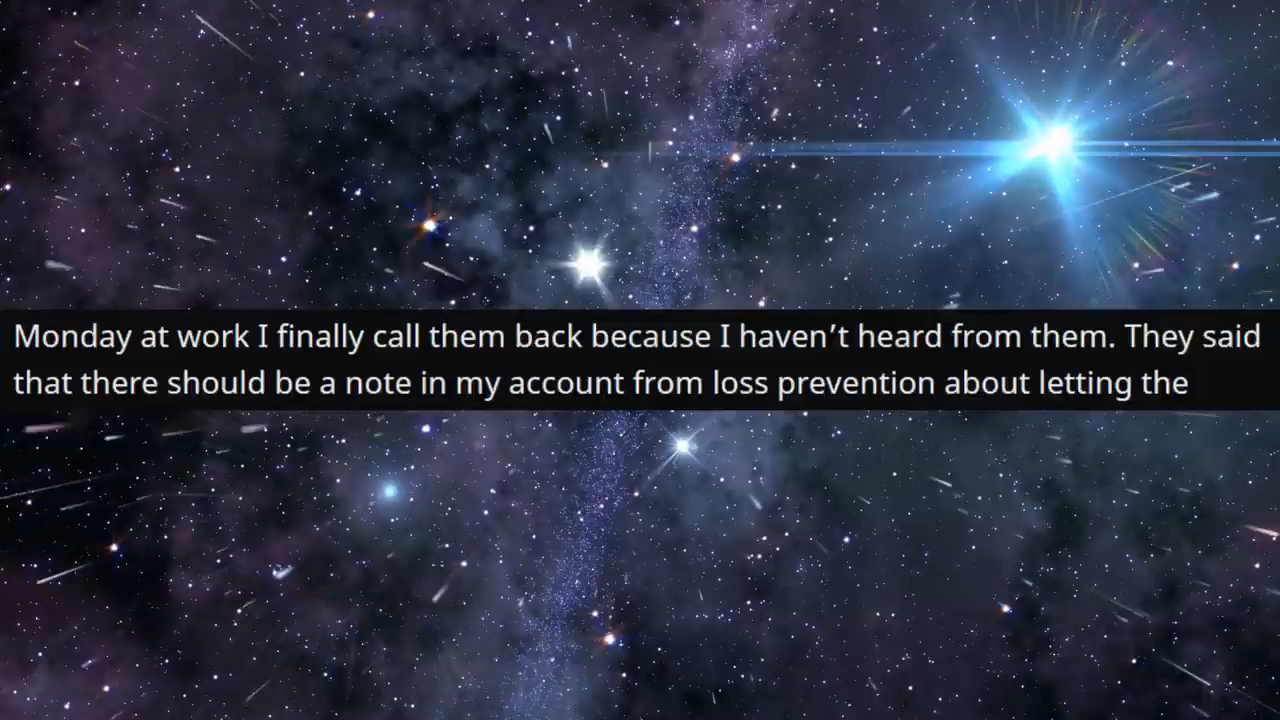 Monday at work I finally call them back because I haven’t heard from them. They said
that there should be a note in my account from loss prevention about letting the